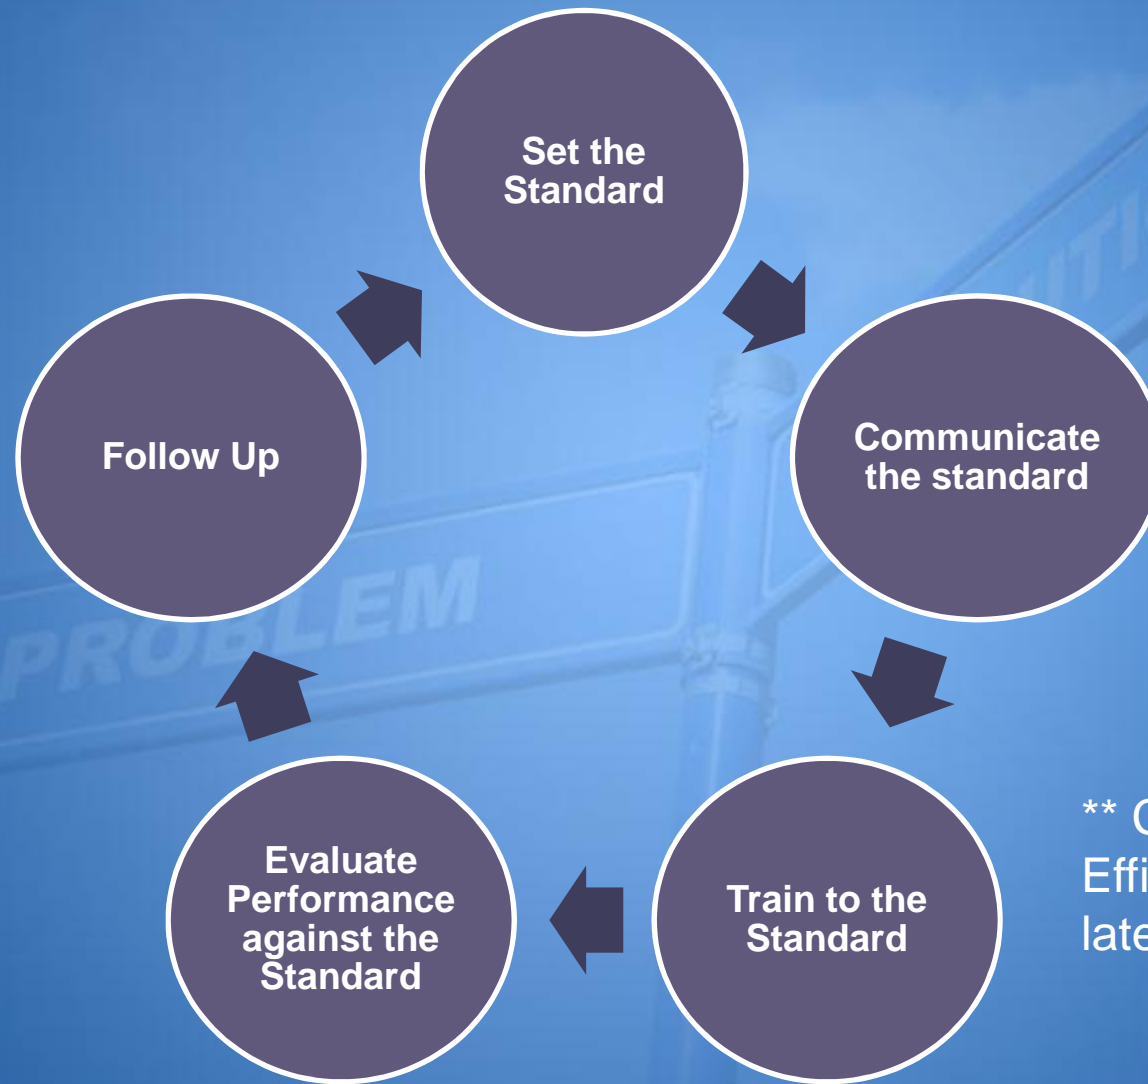 Set the
Standard
Communicate
the standard
Train to the
Standard
Evaluate
Performance
against the
Standard
Follow Up
PROBLEM
**